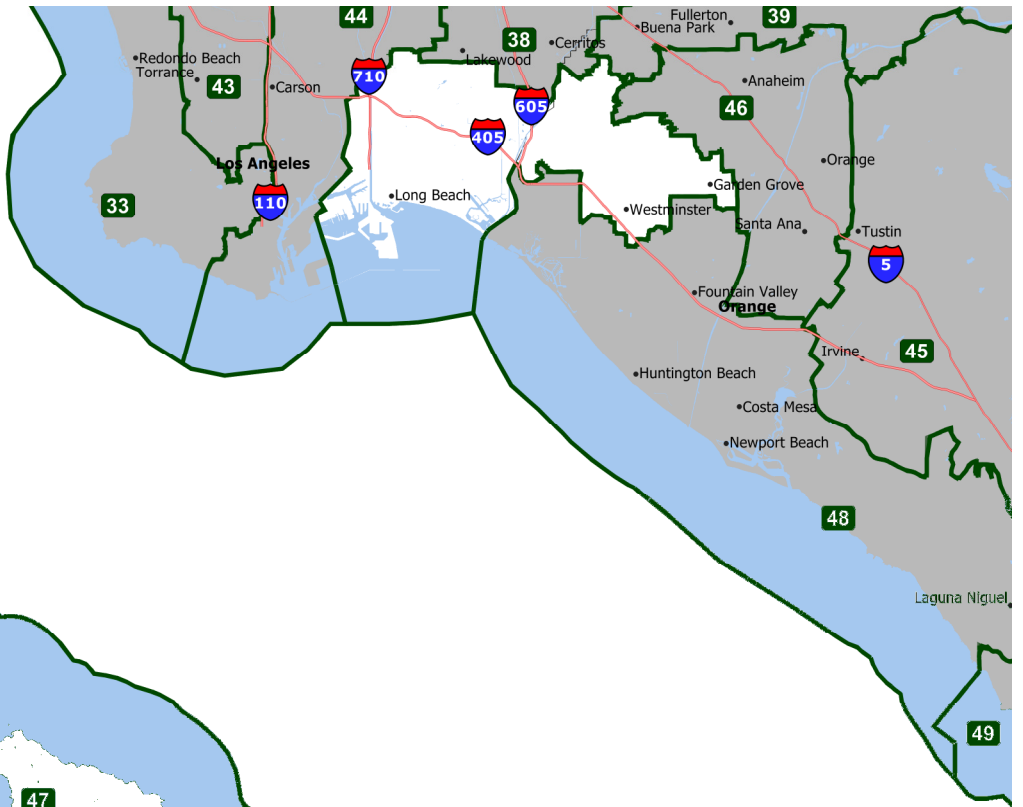 44
39
Fullerton
Buena Park
38
Cerritos
Lakewood
Redondo Beach
Torrance
43
Carson
710
605
Anaheim
46
405
Los Angeles
Orange
110
33
Long Beach
Garden Grove
Westminster
Santa Ana
Tustin
5
Fountain Valley
Orange
Irvine
45
Huntington Beach
Costa Mesa
Newport Beach
48
Laguna Niguel
49
47